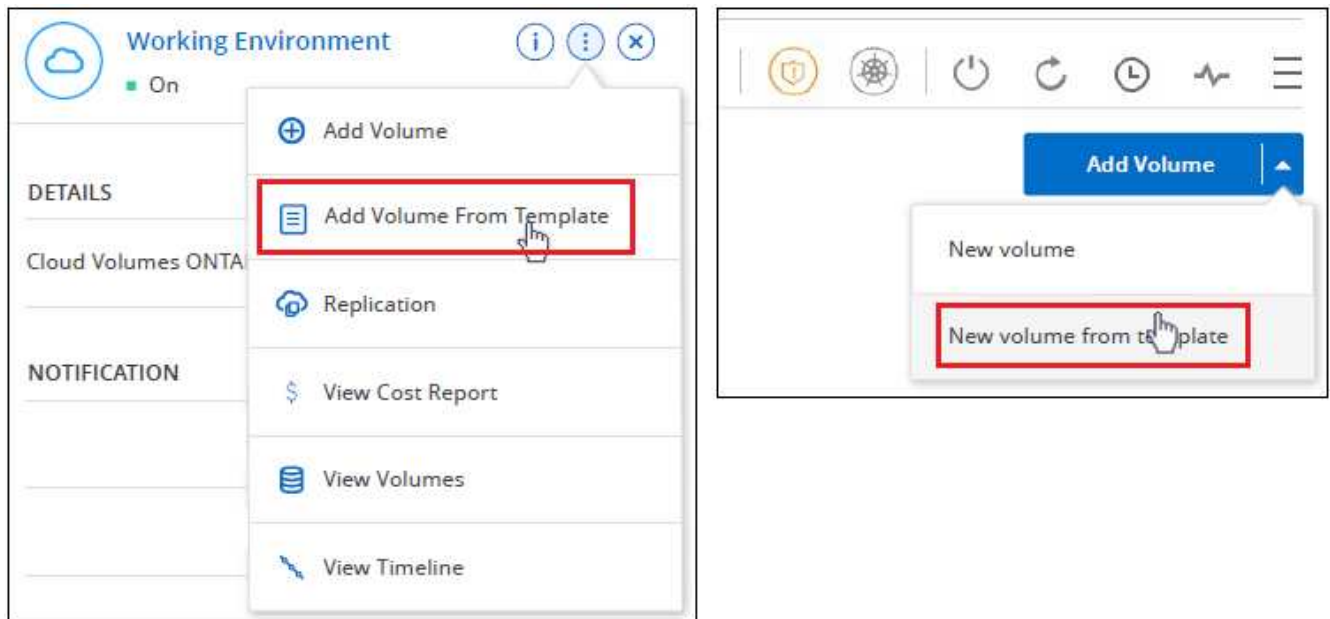 Working Environment
On
Add Volume
DETAILS
Add Volume From Template
Cloud Volumes ONTA
Replication
NOTIFICATION
$ View Cost Report
View Volumes
View Timeline
Add Volume
New volume
New volume from template